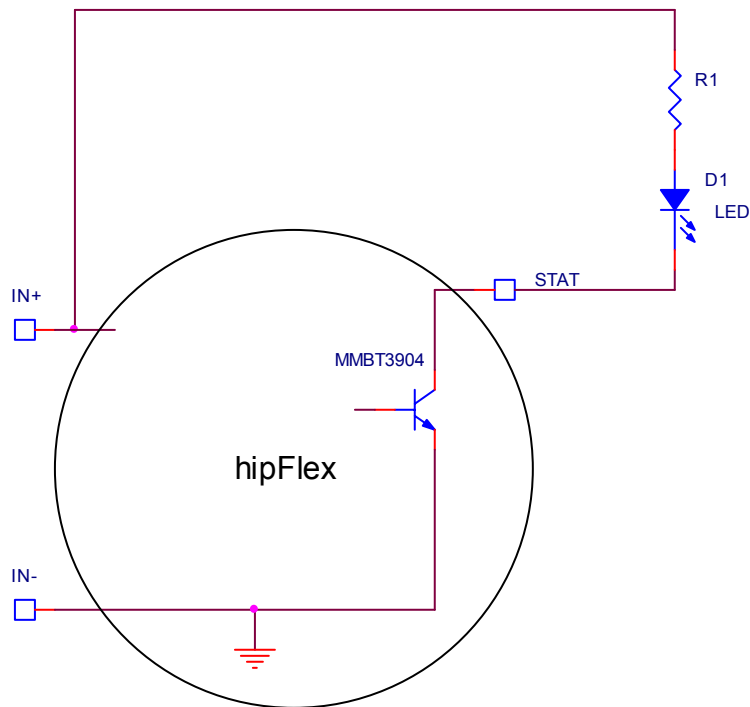 R1
D1
LED
STAT
IN+
MMBT3904
hipFlex
IN-